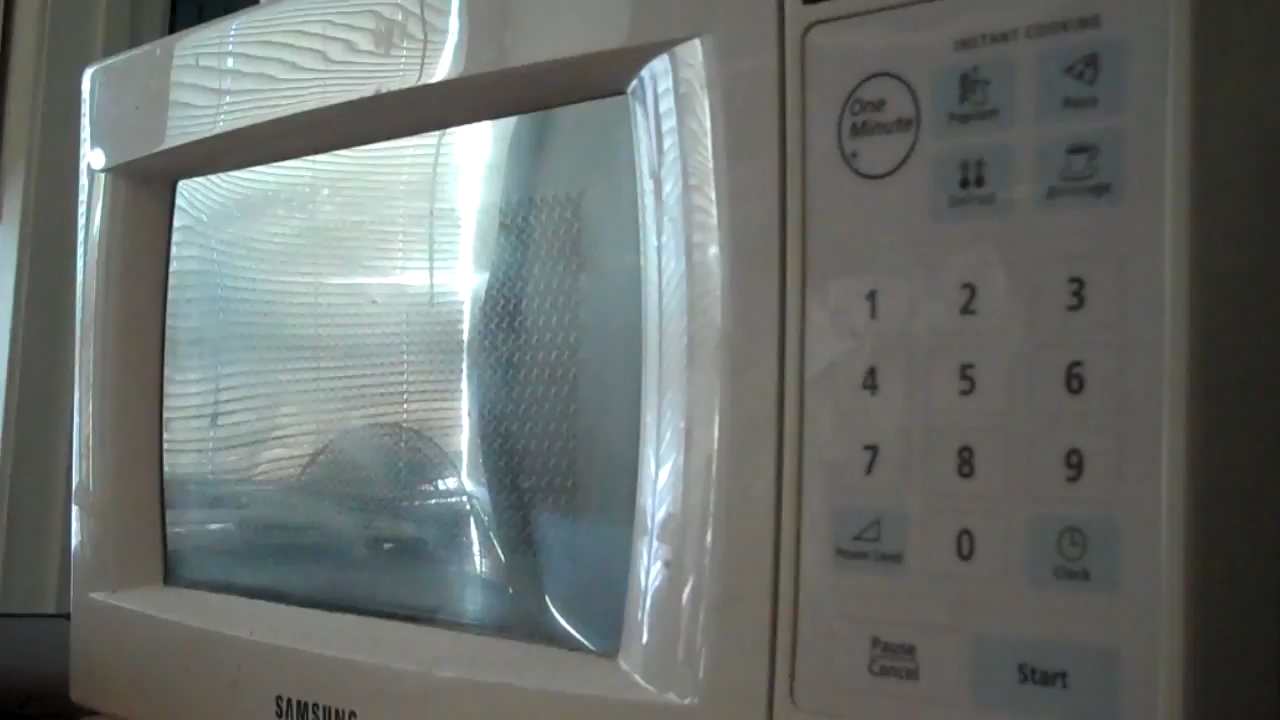 INSTANT COOKING
One
Minute
+
Popcorn
Pizza
Beverage
1 2 3
4 5 6
7 8 9
Power Level
0
Clock
Pause
Cancel
Start
SAMSUNG